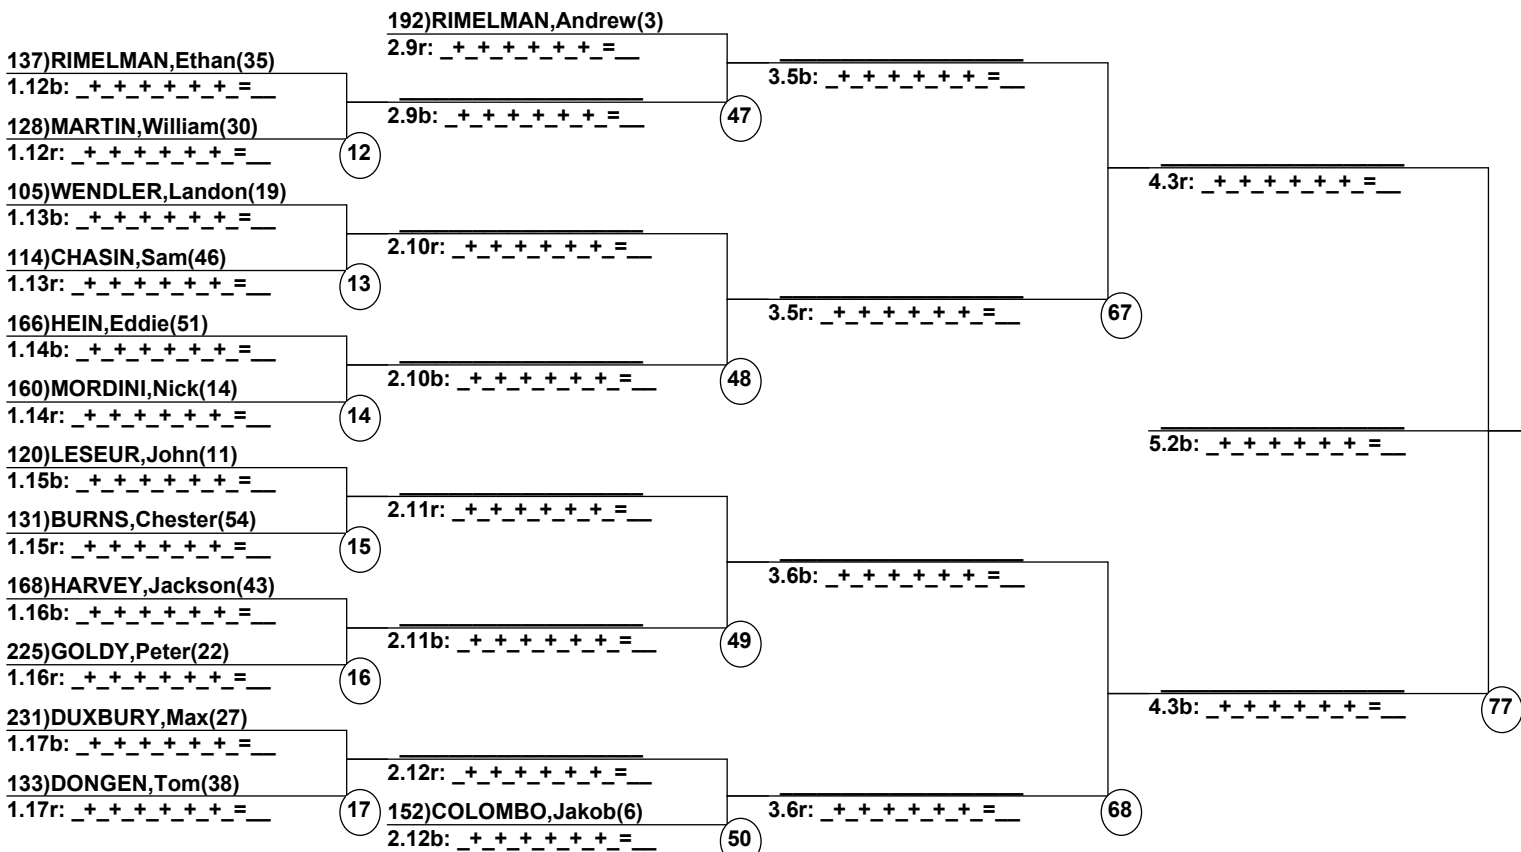 192)RIMELMAN,Andrew(3)
2.9r: _+_+_+_+_+_=__
137)RIMELMAN,Ethan(35)
1.12b: _+_+_+_+_+_=__
2.9b: _+_+_+_+_+_=__
47
128)MARTIN,William(30)
1.12r: _+_+_+_+_+_=__
12
3.5b: _+_+_+_+_+_=__
105)WENDLER,Landon(19)
1.13b: _+_+_+_+_+_=__
2.10r: _+_+_+_+_+_=__
114)CHASIN,Sam(46)
1.13r: _+_+_+_+_+_=__
13
4.3r: _+_+_+_+_+_=__
3.5r: _+_+_+_+_+_=__
67
166)HEIN,Eddie(51)
1.14b: _+_+_+_+_+_=__
2.10b: _+_+_+_+_+_=__
48
160)MORDINI,Nick(14)
1.14r: _+_+_+_+_+_=__
14
5.2b: _+_+_+_+_+_=__
120)LESEUR,John(11)
1.15b: _+_+_+_+_+_=__
2.11r: _+_+_+_+_+_=__
131)BURNS,Chester(54)
1.15r: _+_+_+_+_+_=__
15
3.6b: _+_+_+_+_+_=__
168)HARVEY,Jackson(43)
1.16b: _+_+_+_+_+_=__
2.11b: _+_+_+_+_+_=__
49
225)GOLDY,Peter(22)
1.16r: _+_+_+_+_+_=__
16
4.3b: _+_+_+_+_+_=__
77
231)DUXBURY,Max(27)
1.17b: _+_+_+_+_+_=__
2.12r: _+_+_+_+_+_=__
133)DONGEN,Tom(38)
1.17r: _+_+_+_+_+_=__
17
152)COLOMBO,Jakob(6)
2.12b: _+_+_+_+_+_=__
50
3.6r: _+_+_+_+_+_=__
68